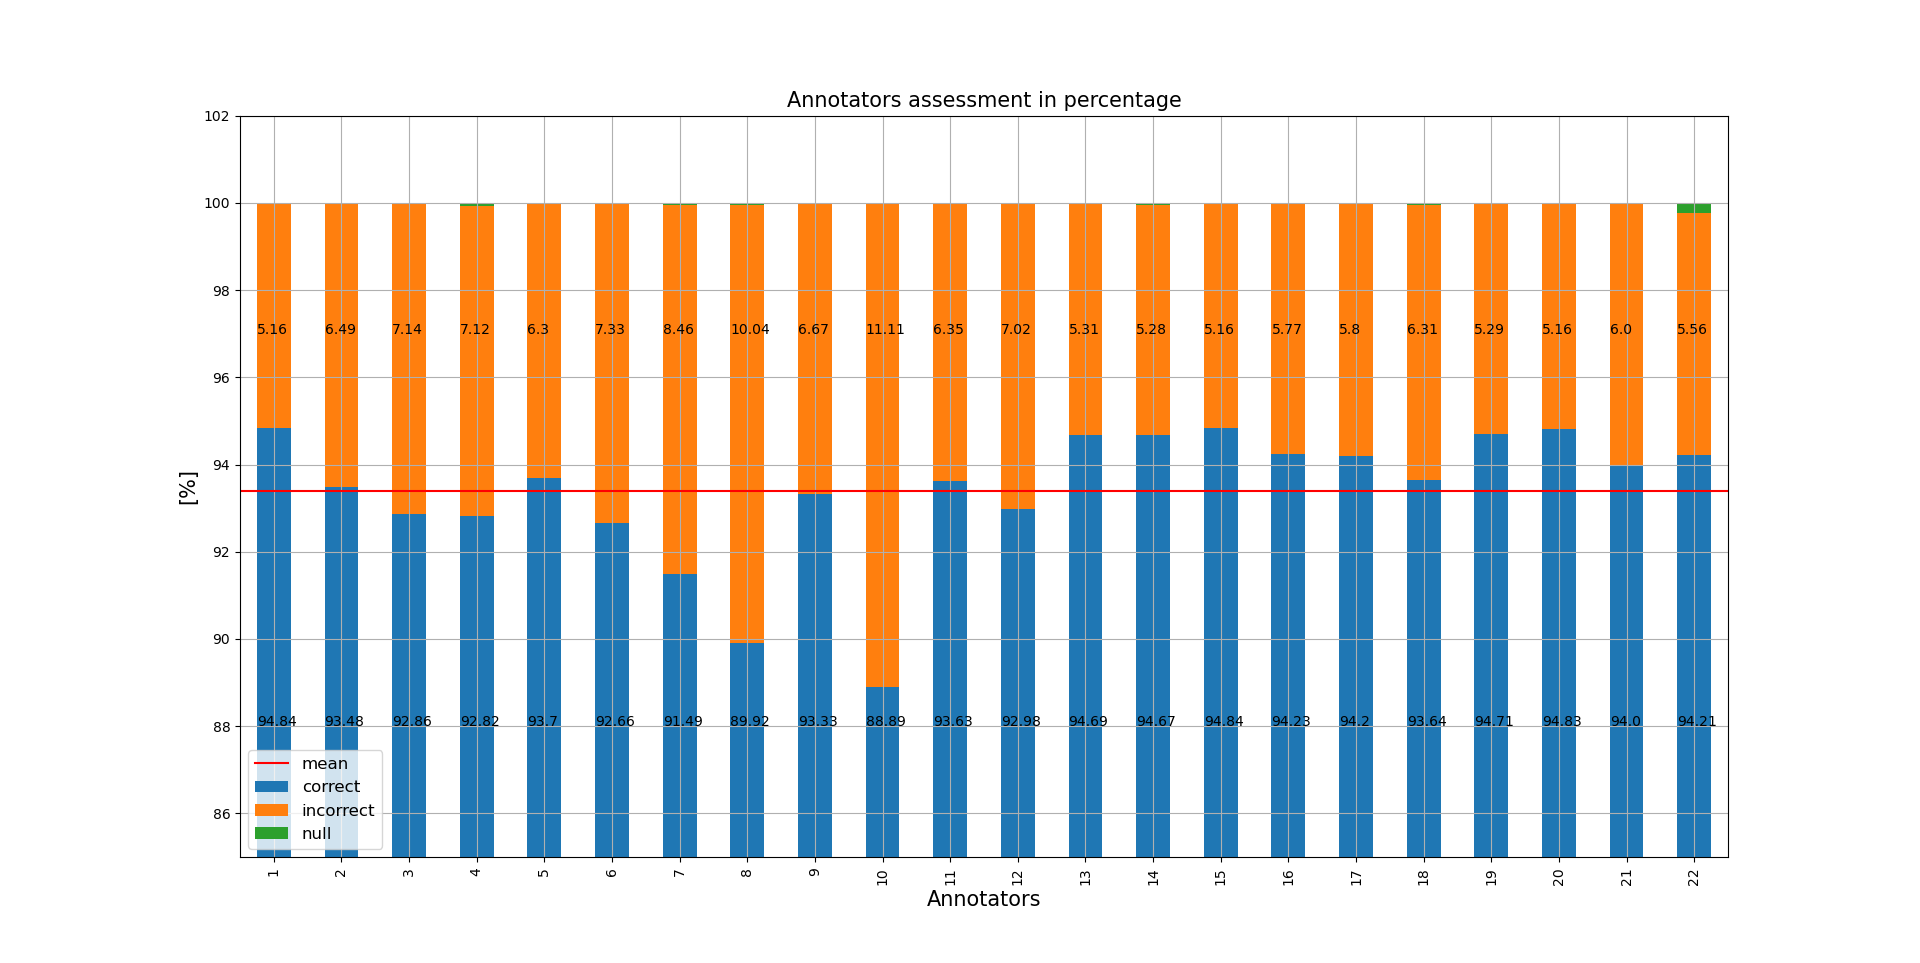 Annotators assessment in percentage
102
100
98
96
94
92
90
88
86
[%]
5.16 6.49 7.14 7.12 6.3 7.33 8.46 10.04 6.67 11.11 6.35 7.02 5.31 5.28 5.16 5.77 5.8 6.31 5.29 5.16 6.0 5.56
94.84 93.48 92.86 92.82 93.7 92.66 91.49 89.92 93.33 88.89 93.63 92.98 94.69 94.67 94.84 94.23 94.2 93.64 94.71 94.83 94.0 94.21
mean
correct
incorrect
null
1 2 3 4 5 6 7 8 9 10 11 12 13 14 15 16 17 18 19 20 21 22
Annotators